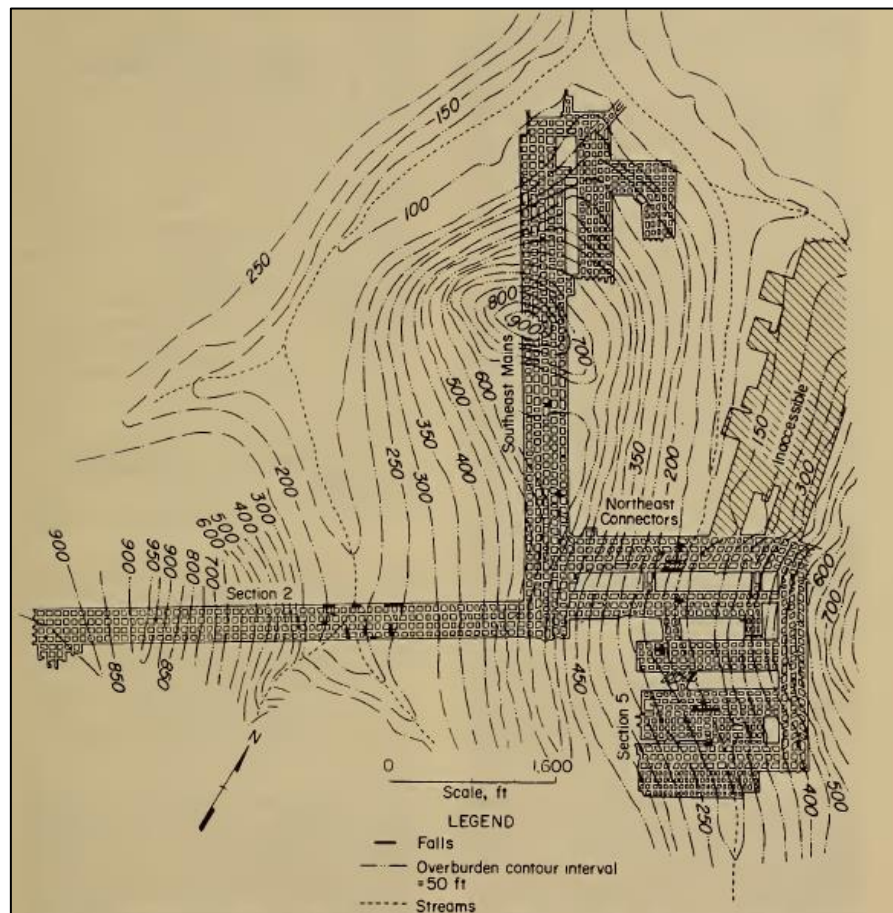 150
100
250
800
900
700
Southeast Mains
600
500
350
400
250
300
200
350
200
150
Inaccessible
300
Northeast
Connectors
600
700
300
400
500
600
700
800
900
950
900
900
Section 2
850
850
450
Section 5
400
500
250
N
0 1,600
Scale, ft
LEGEND
Falls
Overburden contour interval
= 50 ft
Streams